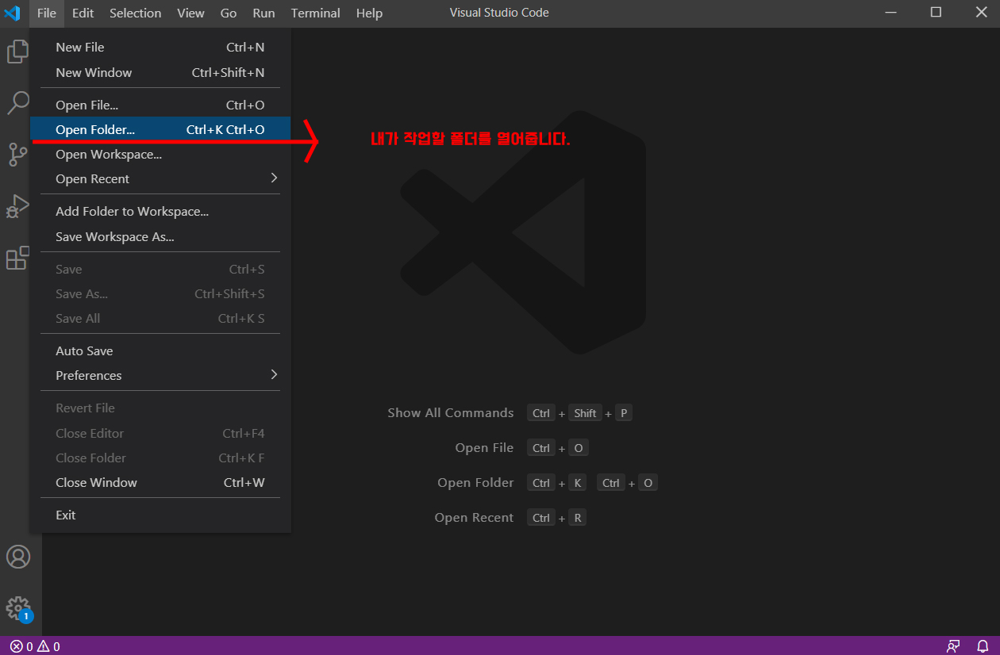 File Edit Selection View Go Run Terminal Help Visual Studio Code
New File Ctrl+N
New Window Ctrl+Shift+N
Open File... Ctrl+O
Open Folder... Ctrl+K Ctrl+O
내가 작업할 폴더를 열어줍니다.
Open Workspace...
Open Recent
Add Folder to Workspace...
Save Workspace As...
Save Ctrl+S
Save As... Ctrl+Shift+S
Save All Ctrl+K S
Auto Save
Preferences
Revert File
Close Editor Ctrl+F4
Close Folder Ctrl+K F
Close Window Ctrl+W
Exit
Show All Commands Ctrl + Shift + P
Open File Ctrl + O
Open Folder Ctrl + K Ctrl + O
Open Recent Ctrl + R
1
0 0